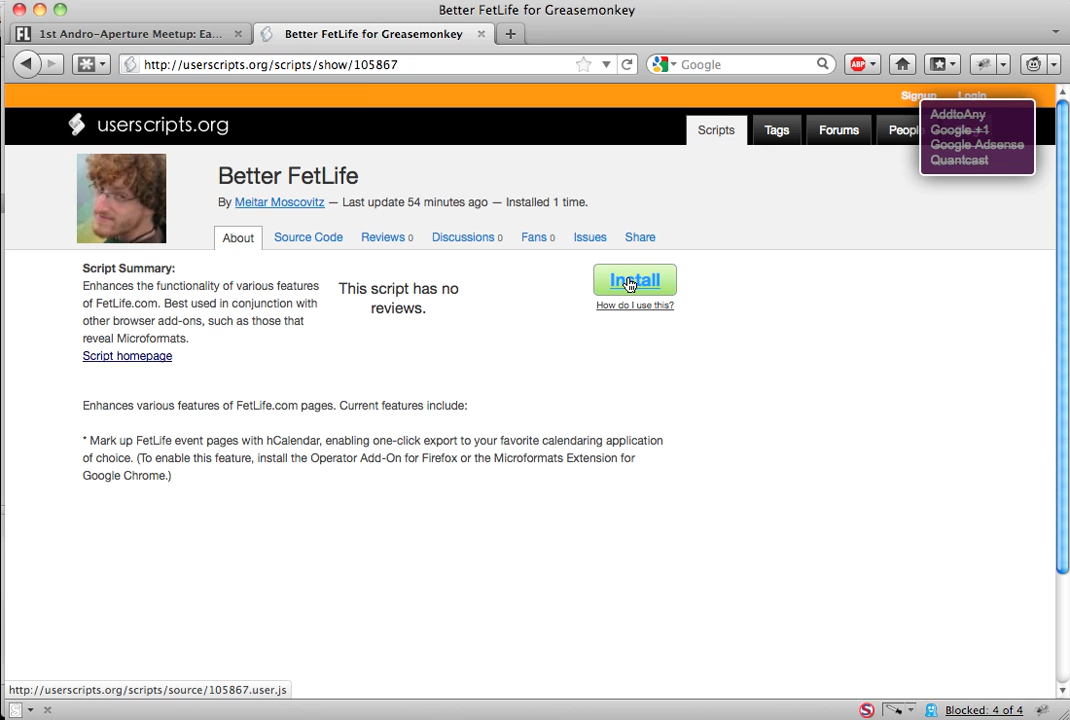 Better FetLife for Greasemonkey
FL 1st Andro-Aperture Meetup: Ea...
Better FetLife for Greasemonkey
http://userscripts.org/scripts/show/105867
Google
ABP
Signup Login
userscripts.org
Scripts
Tags
Forums
Peopl
AddtoAny
Google +1
Google Adsense
Quantcast
Better FetLife
By Meitar Moscovitz — Last update 54 minutes ago — Installed 1 time.
About
Source Code
Reviews 0
Discussions 0
Fans 0
Issues
Share
Script Summary:
Enhances the functionality of various features
of FetLife.com. Best used in conjunction with
other browser add-ons, such as those that
reveal Microformats.
Script homepage
This script has no
reviews.
Install
How do I use this?
Enhances various features of FetLife.com pages. Current features include:
* Mark up FetLife event pages with hCalendar, enabling one-click export to your favorite calendaring application
of choice. (To enable this feature, install the Operator Add-On for Firefox or the Microformats Extension for
Google Chrome.)
http://userscripts.org/scripts/source/105867.user.js
Blocked: 4 of 4